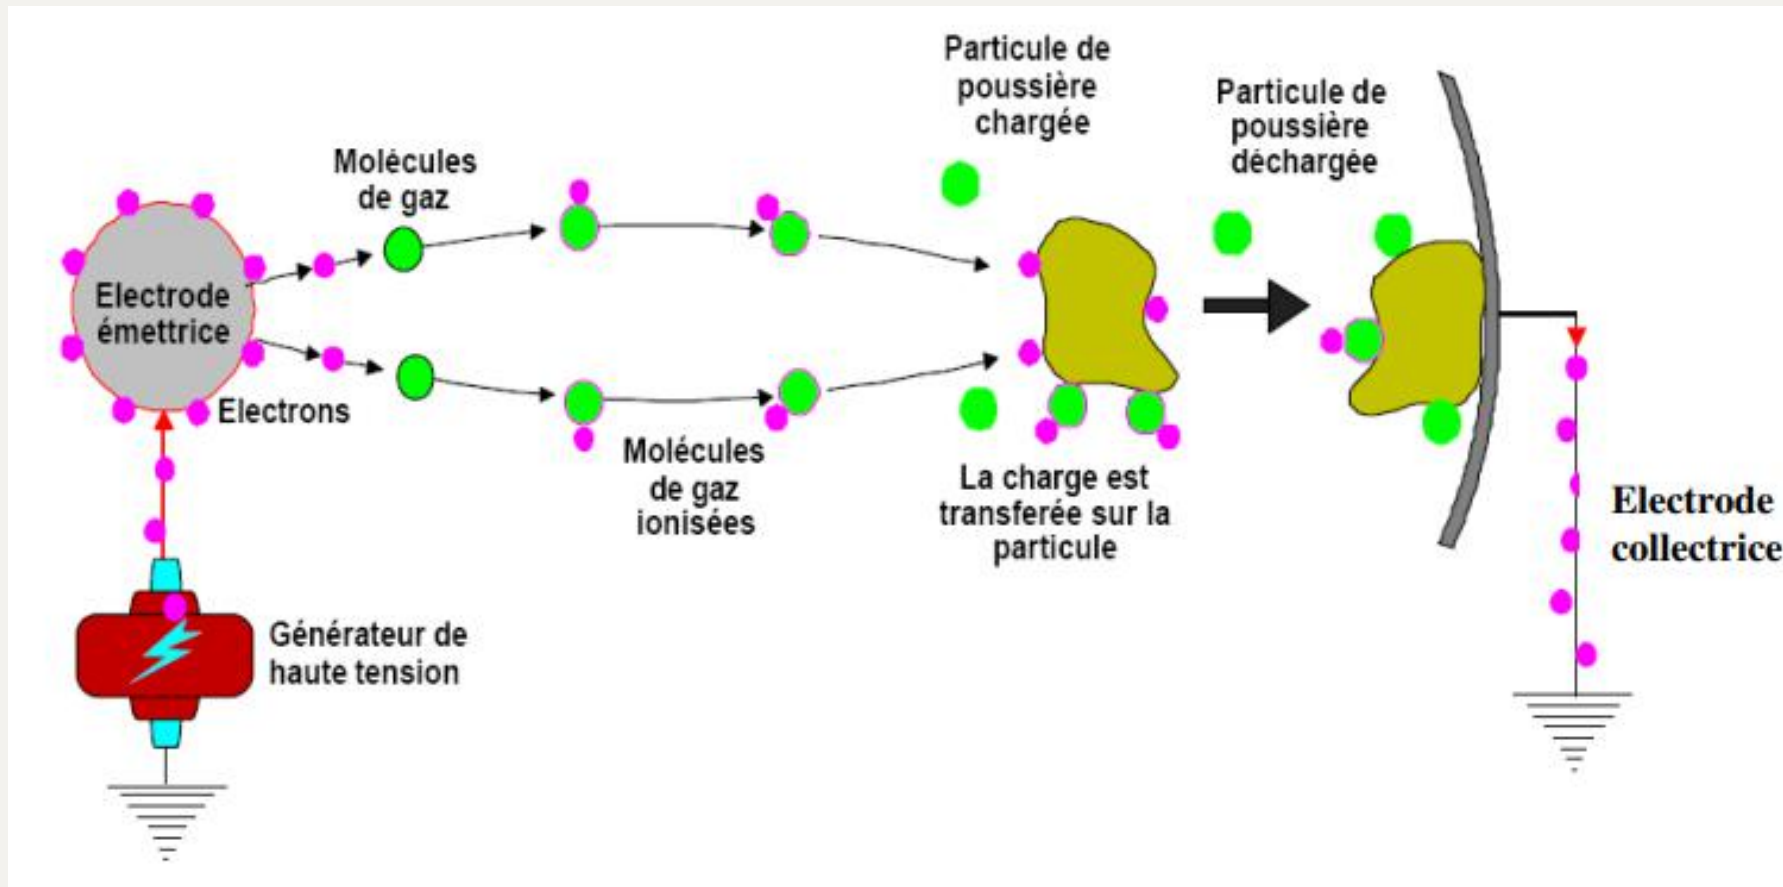 Particule de
poussière
chargée
Particule de
poussière
déchargée
Molécules
de gaz
Electrode
émettrice
Electrons
Molécules
de gaz
ionisées
La charge est
transferée sur la
particule
Electrode
collectrice
Générateur de
haute tension